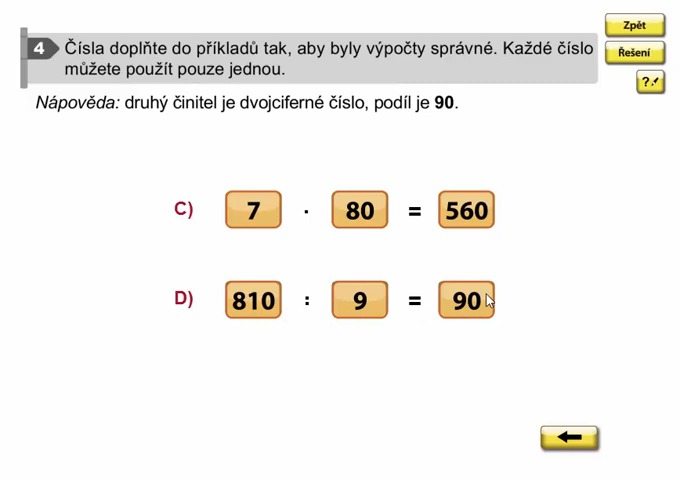 Zpět
4 Čísla doplňte do příkladů tak, aby byly výpočty správné. Každé číslo
můžete použít pouze jednou.
Řešení
?
Nápověda: druhý činitel je dvojciferné číslo, podíl je 90.
C) 7 · 80 = 560
D) 810 : 9 = 90